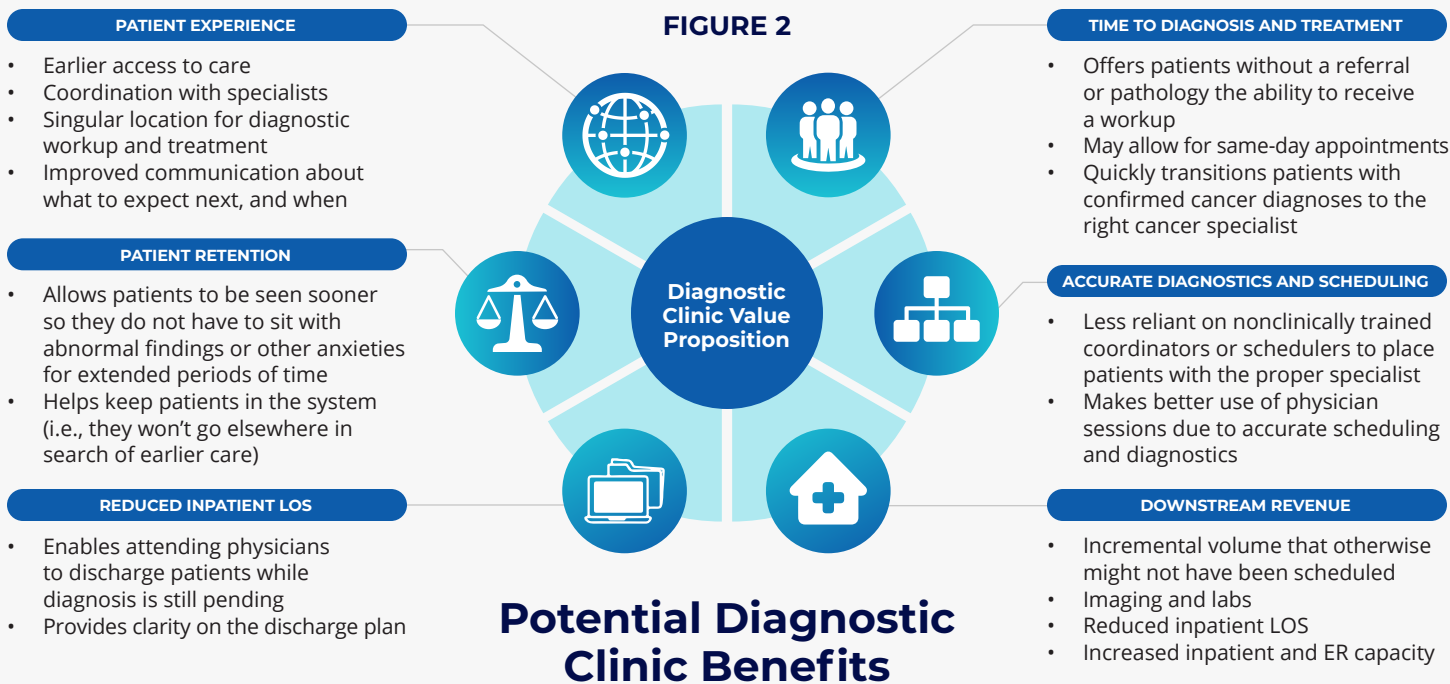 FIGURE 2
PATIENT EXPERIENCE
• Earlier access to care
• Coordination with specialists
• Singular location for diagnostic
workup and treatment
• Improved communication about
what to expect next, and when
PATIENT RETENTION
• Allows patients to be seen sooner
so they do not have to sit with
abnormal findings or other anxieties
for extended periods of time
• Helps keep patients in the system
(i.e., they won’t go elsewhere in
search of earlier care)
REDUCED INPATIENT LOS
• Enables attending physicians
to discharge patients while
diagnosis is still pending
• Provides clarity on the discharge plan
Diagnostic
Clinic Value
Proposition
TIME TO DIAGNOSIS AND TREATMENT
• Offers patients without a referral
or pathology the ability to receive
a workup
• May allow for same-day appointments
• Quickly transitions patients with
confirmed cancer diagnoses to the
right cancer specialist
ACCURATE DIAGNOSTICS AND SCHEDULING
• Less reliant on nonclinically trained
coordinators or schedulers to place
patients with the proper specialist
• Makes better use of physician
sessions due to accurate scheduling
and diagnostics
DOWNSTREAM REVENUE
• Incremental volume that otherwise
might not have been scheduled
• Imaging and labs
• Reduced inpatient LOS
• Increased inpatient and ER capacity
Potential Diagnostic
Clinic Benefits